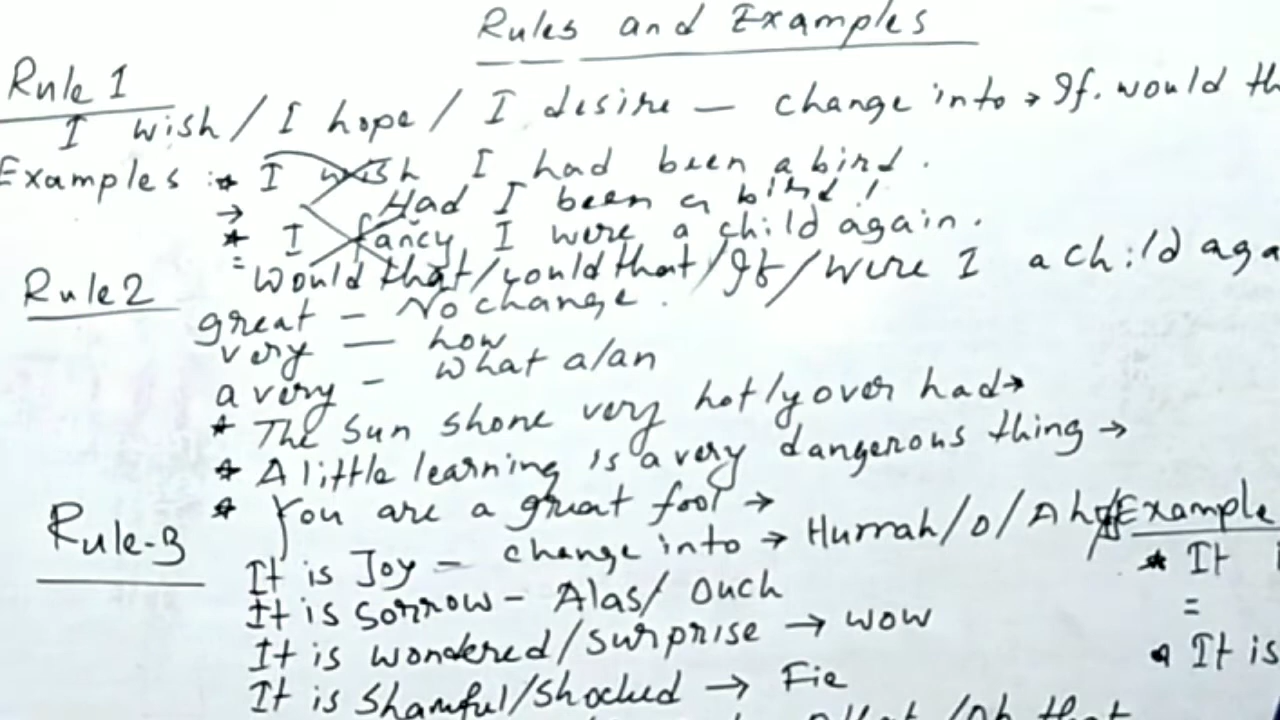 Rules and Examples
Rule 1
I wish / I hope / I desire — change into → If. would th
Examples :* I wish I had been a bird.
→ Had I been a bird!
* I fancy I were a child again.
= Would that/would that/If/Were I a child aga
Rule 2
great — No change.
very — how
a very — What a/an
* The Sun shone very hot/y over had →
* A little learning is a very dangerous thing →
* You are a great fool →
Rule-3
It is Joy — change into → Hurrah/O/Ah
It is Sorrow - Alas/ Ouch
It is wondered/surprise → wow
It is Shamful/Shocked → Fie
Example
* It i
=
* It is
that